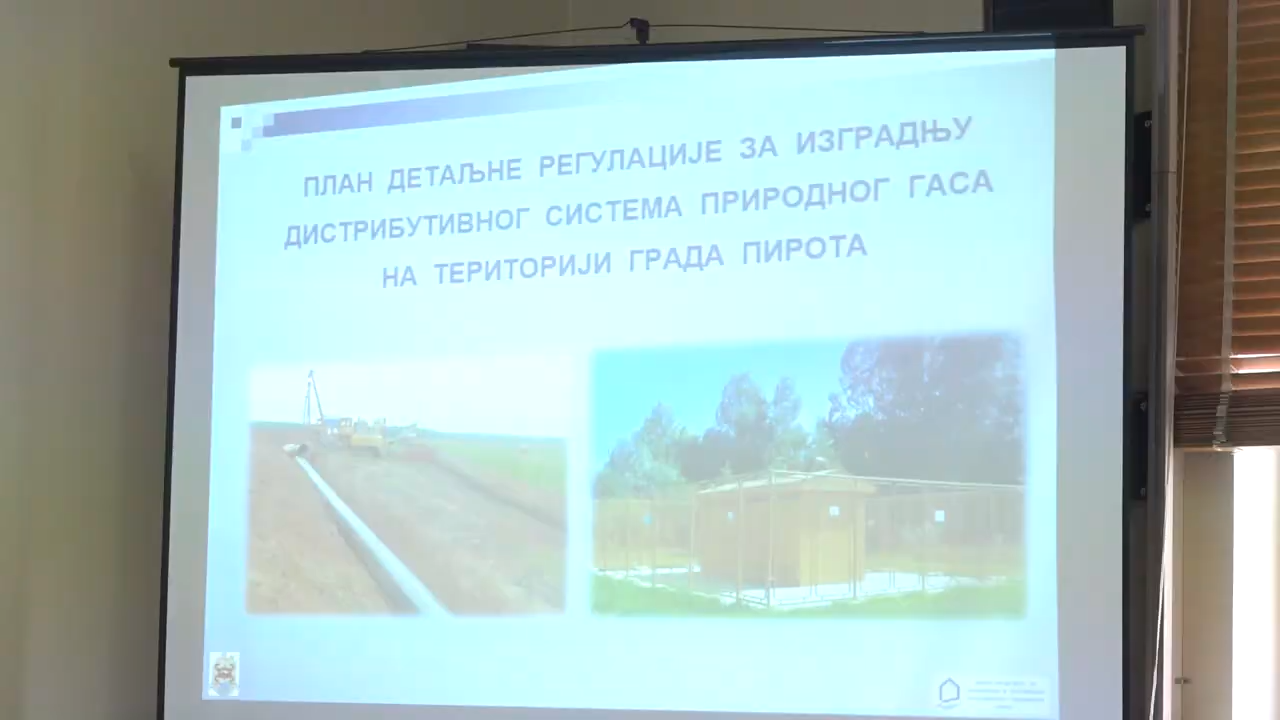 ПЛАН ДЕТАЉНЕ РЕГУЛАЦИЈЕ ЗА ИЗГРАДЊУ
ДИСТРИБУТИВНОГ СИСТЕМА ПРИРОДНОГ ГАСА
НА ТЕРИТОРИЈИ ГРАДА ПИРОТА